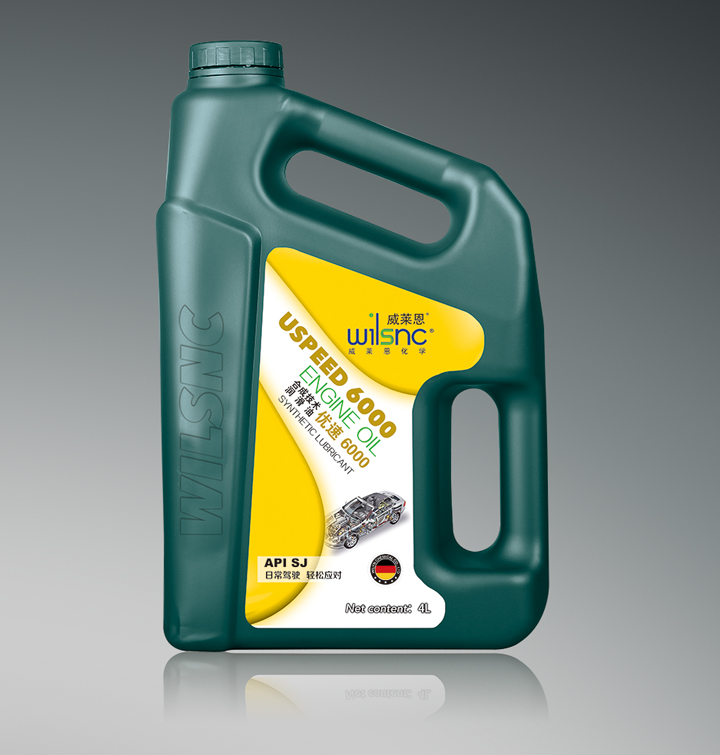 威莱恩®
wilsnc®
威莱恩化学
USPEED 6000
ENGINE OIL
合成技术
润滑油
优速 6000
SYNTHETIC LUBRICANT
WILSNC
API SJ
日常驾驶 轻松应对
Net content: 4L